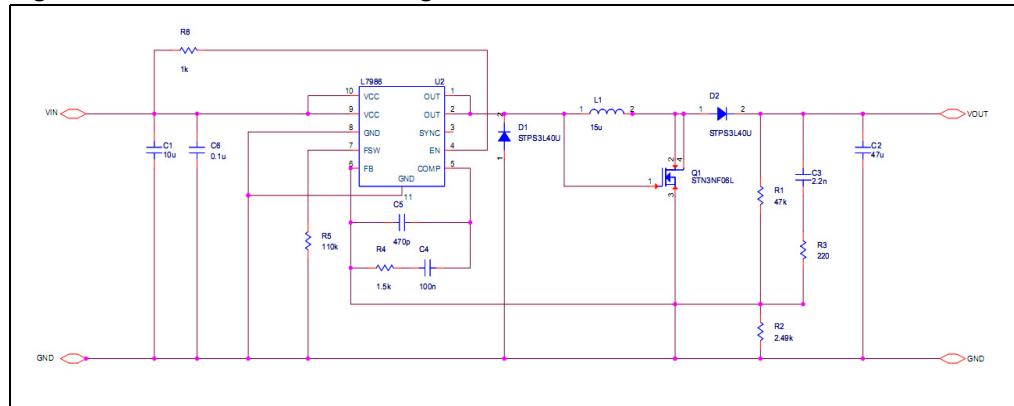 R8
1k
L7986
U2
VIN
10
VCC
OUT
1
9
VCC
OUT
2
8
GND
SYNC
3
7
FSW
EN
4
6
FB
COMP
5
GND
11
C1
10u
C6
0.1u
R5
110k
C5
470p
R4
1.5k
C4
100n
2
D1
STPS3L40U
1
L1
1
2
15u
D2
1
2
STPS3L40U
2
4
1
3
Q1
STN3NF06L
R1
47k
C3
2.2n
R3
220
C2
47u
VOUT
R2
2.49k
GND
GND